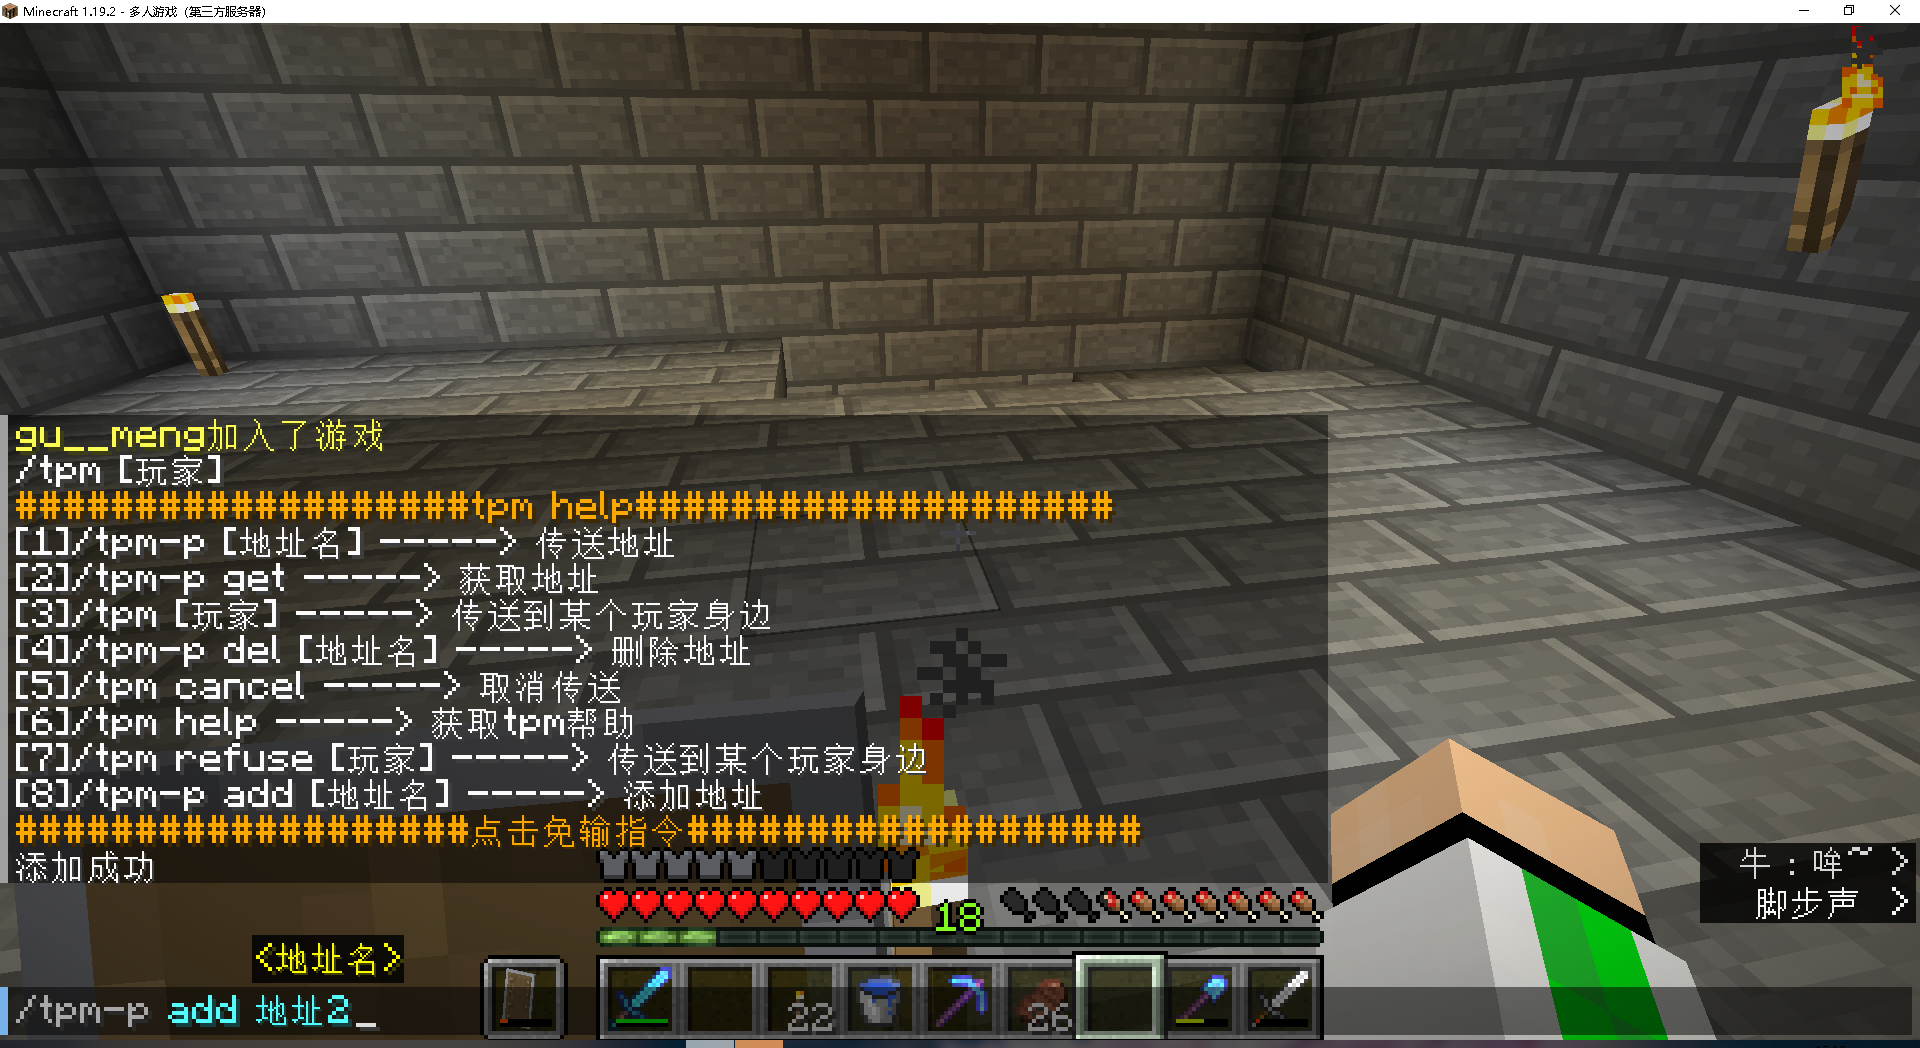 Minecraft 1.19.2 - 多人游戏（第三方服务器）
gu__meng加入了游戏
/tpm [玩家]
###################tpm help####################
[1]/tpm-p [地址名] -----> 传送地址
[2]/tpm-p get -----> 获取地址
[3]/tpm [玩家] -----> 传送到某个玩家身边
[4]/tpm-p del [地址名] -----> 删除地址
[5]/tpm cancel -----> 取消传送
[6]/tpm help -----> 获取tpm帮助
[7]/tpm refuse [玩家] -----> 传送到某个玩家身边
[8]/tpm-p add [地址名] -----> 添加地址
###################点击免输指令###################
添加成功
牛：哞~ >
脚步声 >
18
<地址名>
/tpm-p add 地址2_
22
26